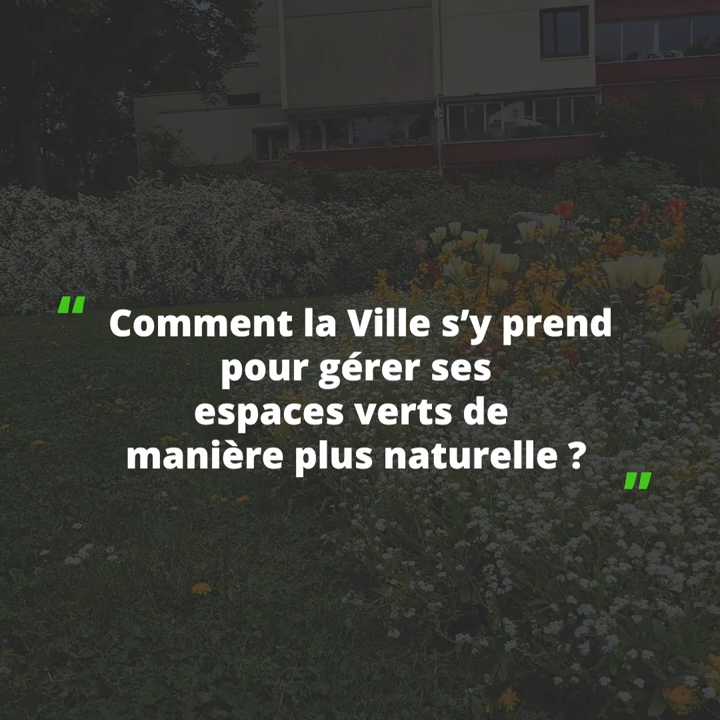 " Comment la Ville s’y prend
pour gérer ses
espaces verts de
manière plus naturelle ? "